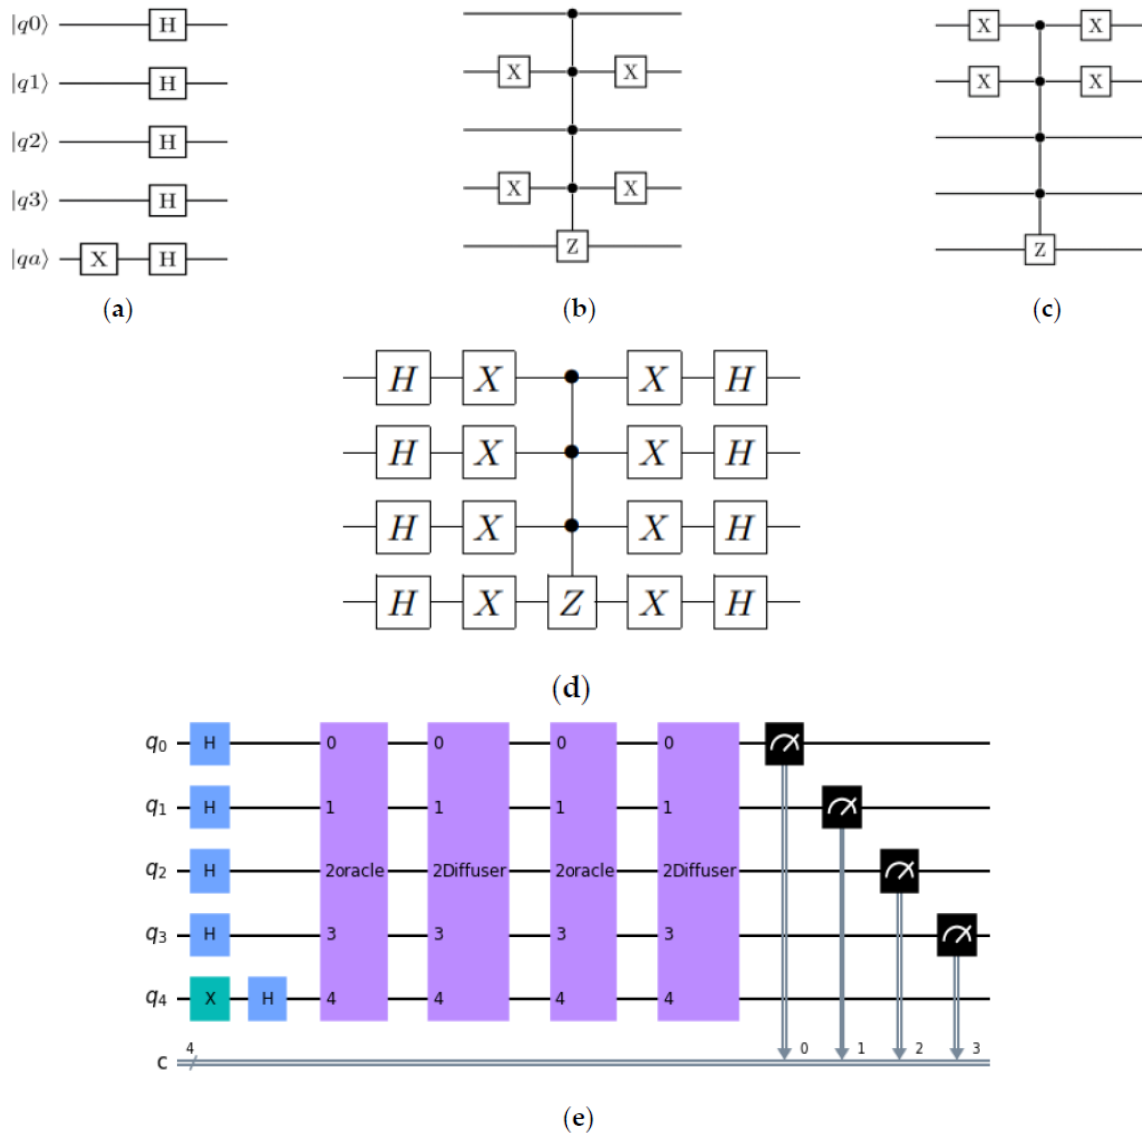 |q0⟩ H
|q1⟩ H
|q2⟩ H
|q3⟩ H
|qa⟩ X H
(a)
X X
X X
Z
(b)
X X
X X
Z
(c)
H X X H
H X X H
H X X H
H X Z X H
(d)
q0 H 0 0 0 0
q1 H 1 1 1 1
q2 H 2oracle 2Diffuser 2oracle 2Diffuser
q3 H 3 3 3 3
q4 X H 4 4 4 4
c 4 0 1 2 3
(e)